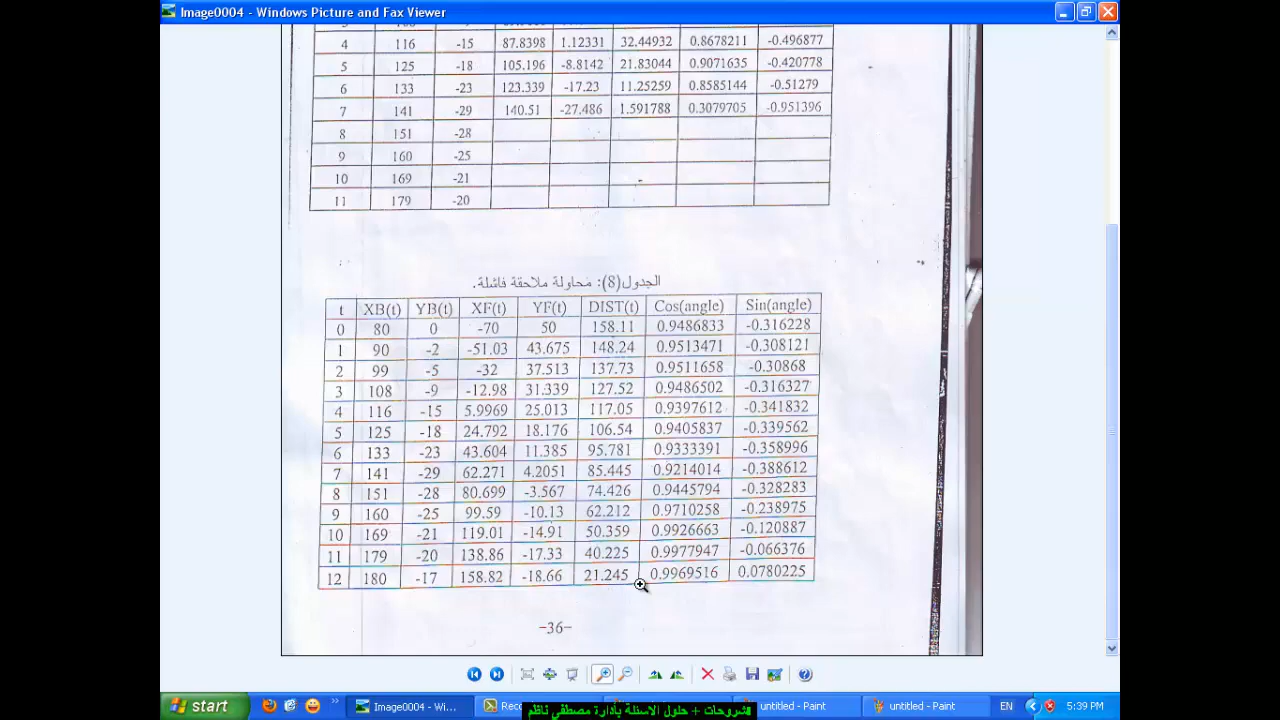 Image0004 - Windows Picture and Fax Viewer
4 116 -15 87.8398 1.12331 32.44932 0.8678211 -0.496877
5 125 -18 105.196 -8.8142 21.83044 0.9071635 -0.420778
6 133 -23 123.339 -17.23 11.25259 0.8585144 -0.51279
7 141 -29 140.51 -27.486 1.591788 0.3079705 -0.951396
8 151 -28
9 160 -25
10 169 -21
11 179 -20
الجدول(8): محاولة ملاحقة فاشلة.
t XB(t) YB(t) XF(t) YF(t) DIST(t) Cos(angle) Sin(angle)
0 80 0 -70 50 158.11 0.9486833 -0.316228
1 90 -2 -51.03 43.675 148.24 0.9513471 -0.308121
2 99 -5 -32 37.513 137.73 0.9511658 -0.30868
3 108 -9 -12.98 31.339 127.52 0.9486502 -0.316327
4 116 -15 5.9969 25.013 117.05 0.9397612 -0.341832
5 125 -18 24.792 18.176 106.54 0.9405837 -0.339562
6 133 -23 43.604 11.385 95.781 0.9333391 -0.358996
7 141 -29 62.271 4.2051 85.445 0.9214014 -0.388612
8 151 -28 80.699 -3.567 74.426 0.9445794 -0.328283
9 160 -25 99.59 -10.13 62.212 0.9710258 -0.238975
10 169 -21 119.01 -14.91 50.359 0.9926663 -0.120887
11 179 -20 138.86 -17.33 40.225 0.9977947 -0.066376
12 180 -17 158.82 -18.66 21.245 0.9969516 0.0780225
-36-
start Image0004 - Wi... Rec untitled - Paint untitled - Paint EN 5:39 PM
شروحات + حلول الاسئلة بأدارة مصطفى ناظم